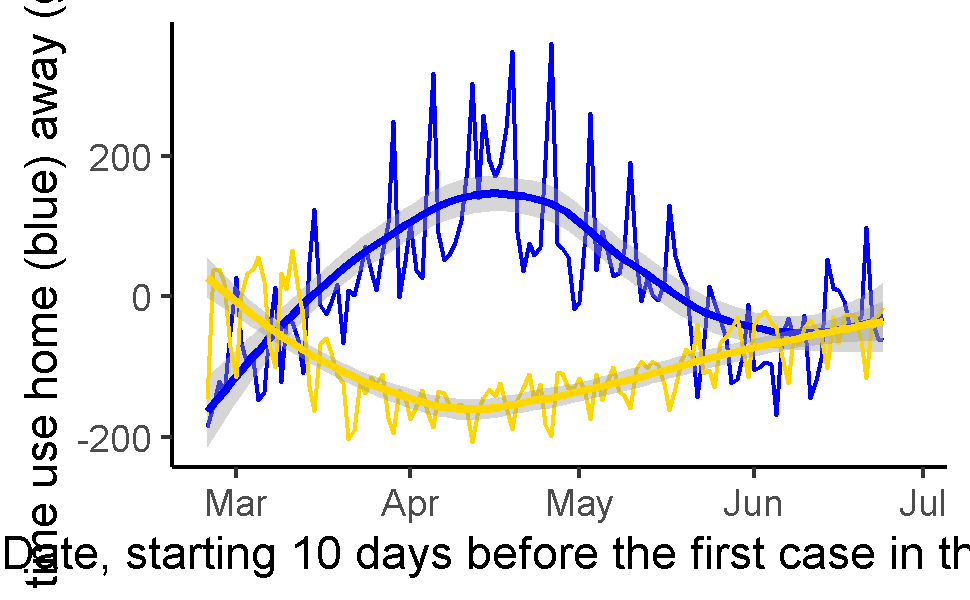 time use home (blue) away (
200
0
-200
Mar Apr May Jun Jul
Date, starting 10 days before the first case in th